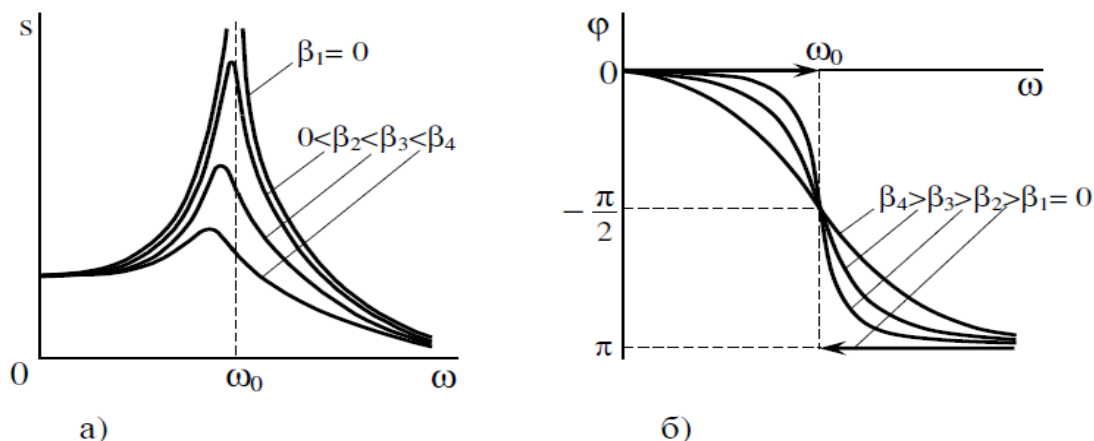 s
β₁= 0
0<β₂<β₃<β₄
0
ω₀
ω
а)
φ
0
ω₀
ω
− π/2
β₄>β₃>β₂>β₁= 0
π
б)